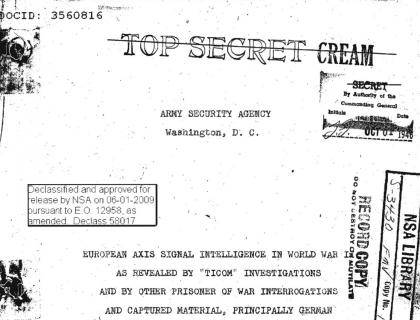 DOCID: 3560816
TOP SECRET CREAM
SECRET
By Authority of the
Commanding General
Initials Date
OCT 01 1946
ARMY SECURITY AGENCY
Washington, D. C.
Declassified and approved for
release by NSA on 06-01-2009
pursuant to E.O. 12958, as
amended. Declass 58017
EUROPEAN AXIS SIGNAL INTELLIGENCE IN WORLD WAR II
AS REVEALED BY "TICOM" INVESTIGATIONS
AND BY OTHER PRISONER OF WAR INTERROGATIONS
AND CAPTURED MATERIAL, PRINCIPALLY GERMAN
RECORD COPY
DO NOT DESTROY OR MUTILATE
NSA LIBRARY
COPY No.